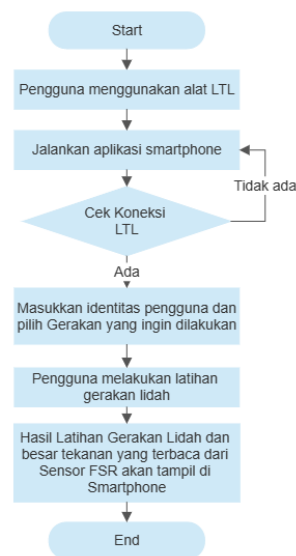 Start
Pengguna menggunakan alat LTL
Jalankan aplikasi smartphone
Tidak ada
Cek Koneksi
LTL
Ada
Masukkan identitas pengguna dan
pilih Gerakan yang ingin dilakukan
Pengguna melakukan latihan
gerakan lidah
Hasil Latihan Gerakan Lidah dan
besar tekanan yang terbaca dari
Sensor FSR akan tampil di
Smartphone
End